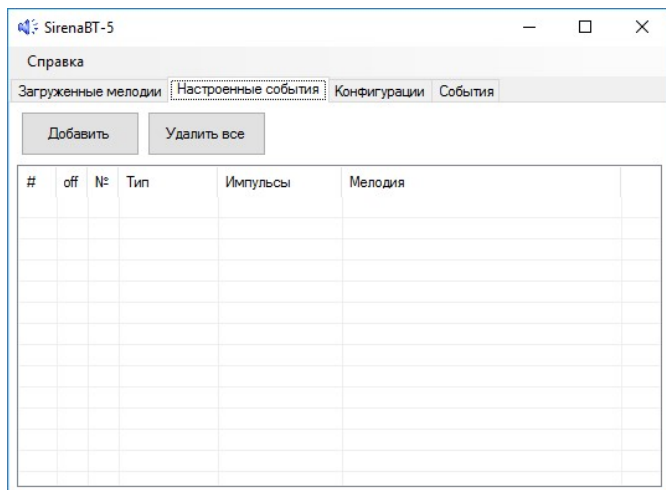 SirenaBT-5
Справка
Загруженные мелодии Настроенные события Конфигурации События
Добавить Удалить все
# off № Тип Импульсы Мелодия